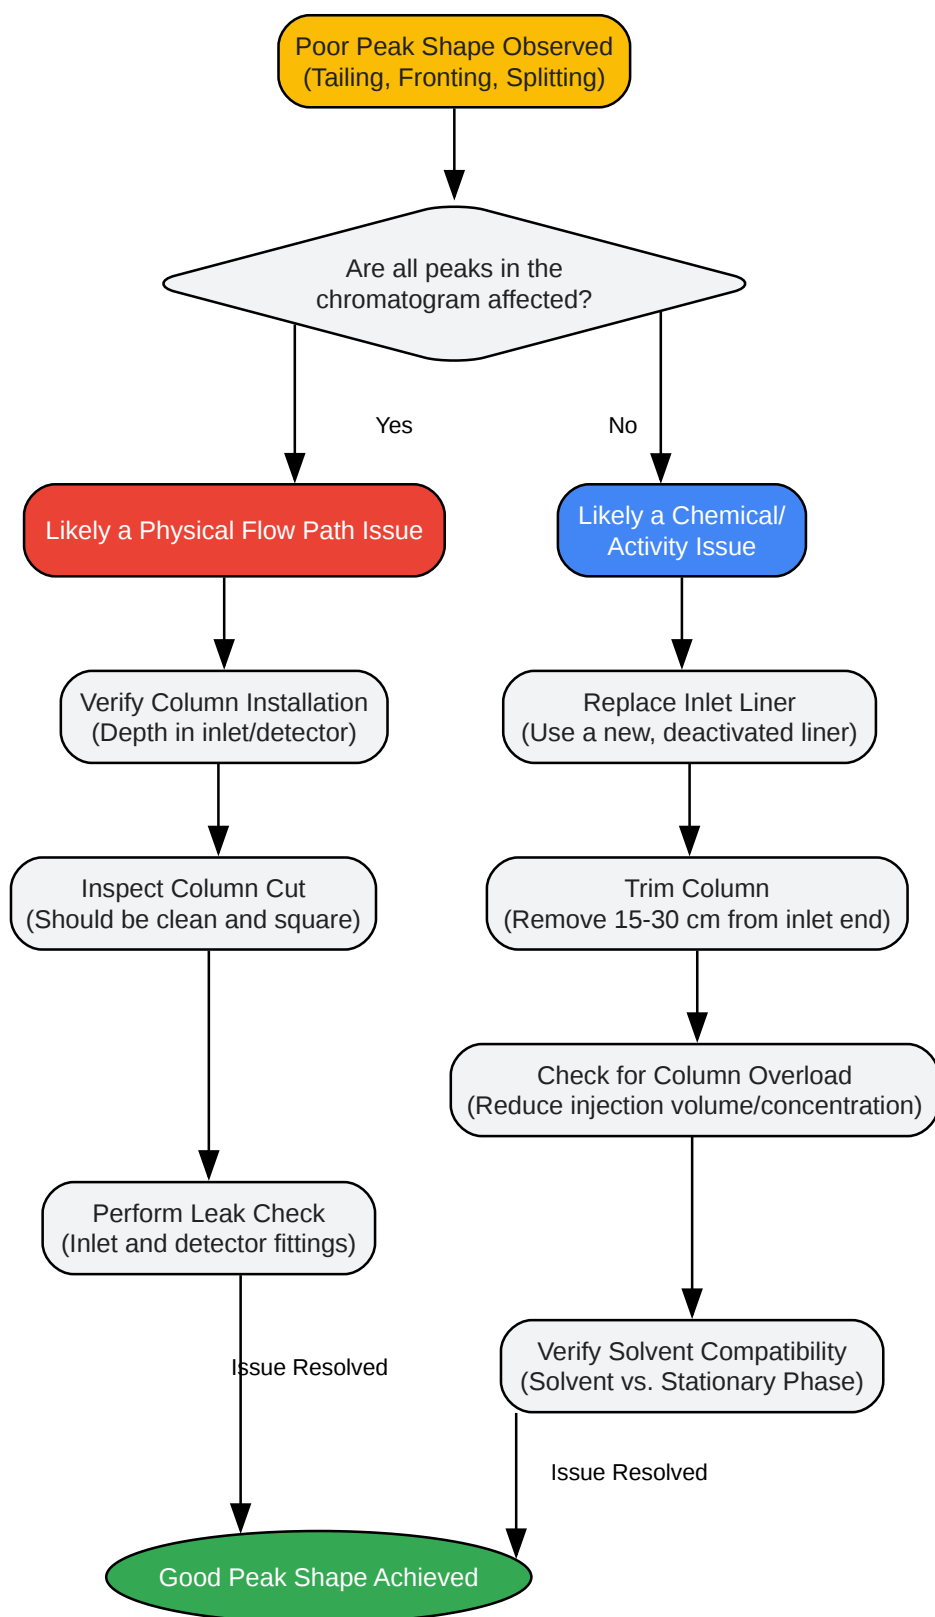 Poor Peak Shape Observed
(Tailing, Fronting, Splitting)
Are all peaks in the
chromatogram affected?
Yes
No
Likely a Physical Flow Path Issue
Likely a Chemical/
Activity Issue
Verify Column Installation
(Depth in inlet/detector)
Replace Inlet Liner
(Use a new, deactivated liner)
Inspect Column Cut
(Should be clean and square)
Trim Column
(Remove 15-30 cm from inlet end)
Check for Column Overload
(Reduce injection volume/concentration)
Perform Leak Check
(Inlet and detector fittings)
Verify Solvent Compatibility
(Solvent vs. Stationary Phase)
Issue Resolved
Issue Resolved
Good Peak Shape Achieved